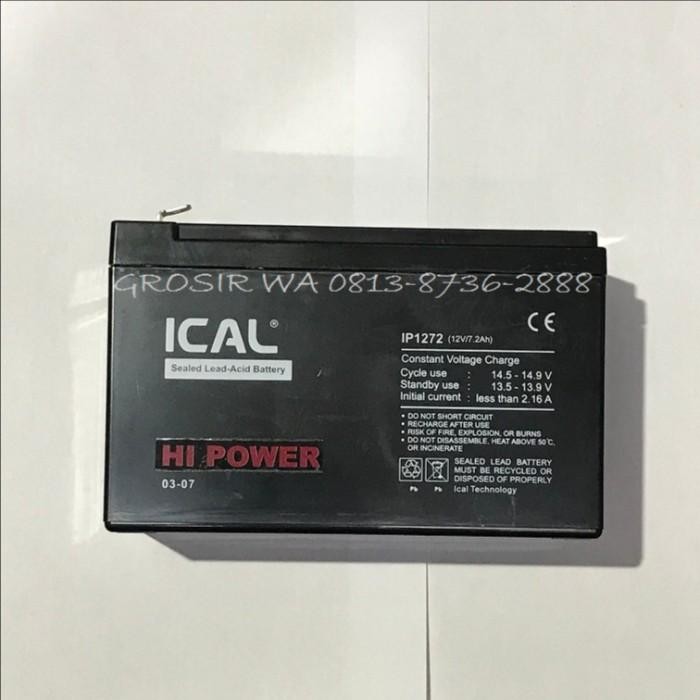 GROSIR WA 0813-8736-2888
ICAL®
Sealed Lead-Acid Battery
HI POWER
03-07
CE
IP1272 (12V/7.2Ah)
Constant Voltage Charge
Cycle use : 14.5 - 14.9 V
Standby use : 13.5 - 13.9 V
Initial current : less than 2.16 A
• DO NOT SHORT CIRCUIT
• RECHARGE AFTER USE
• RISK OF FIRE, EXPLOSION, OR BURNS
• DO NOT DISASSEMBLE, HEAT ABOVE 50°C,
OR INCINERATE
Pb Pb
SEALED LEAD BATTERY
MUST BE RECYCLED OR
DISPOSED OF PROPERLY
Ical Technology